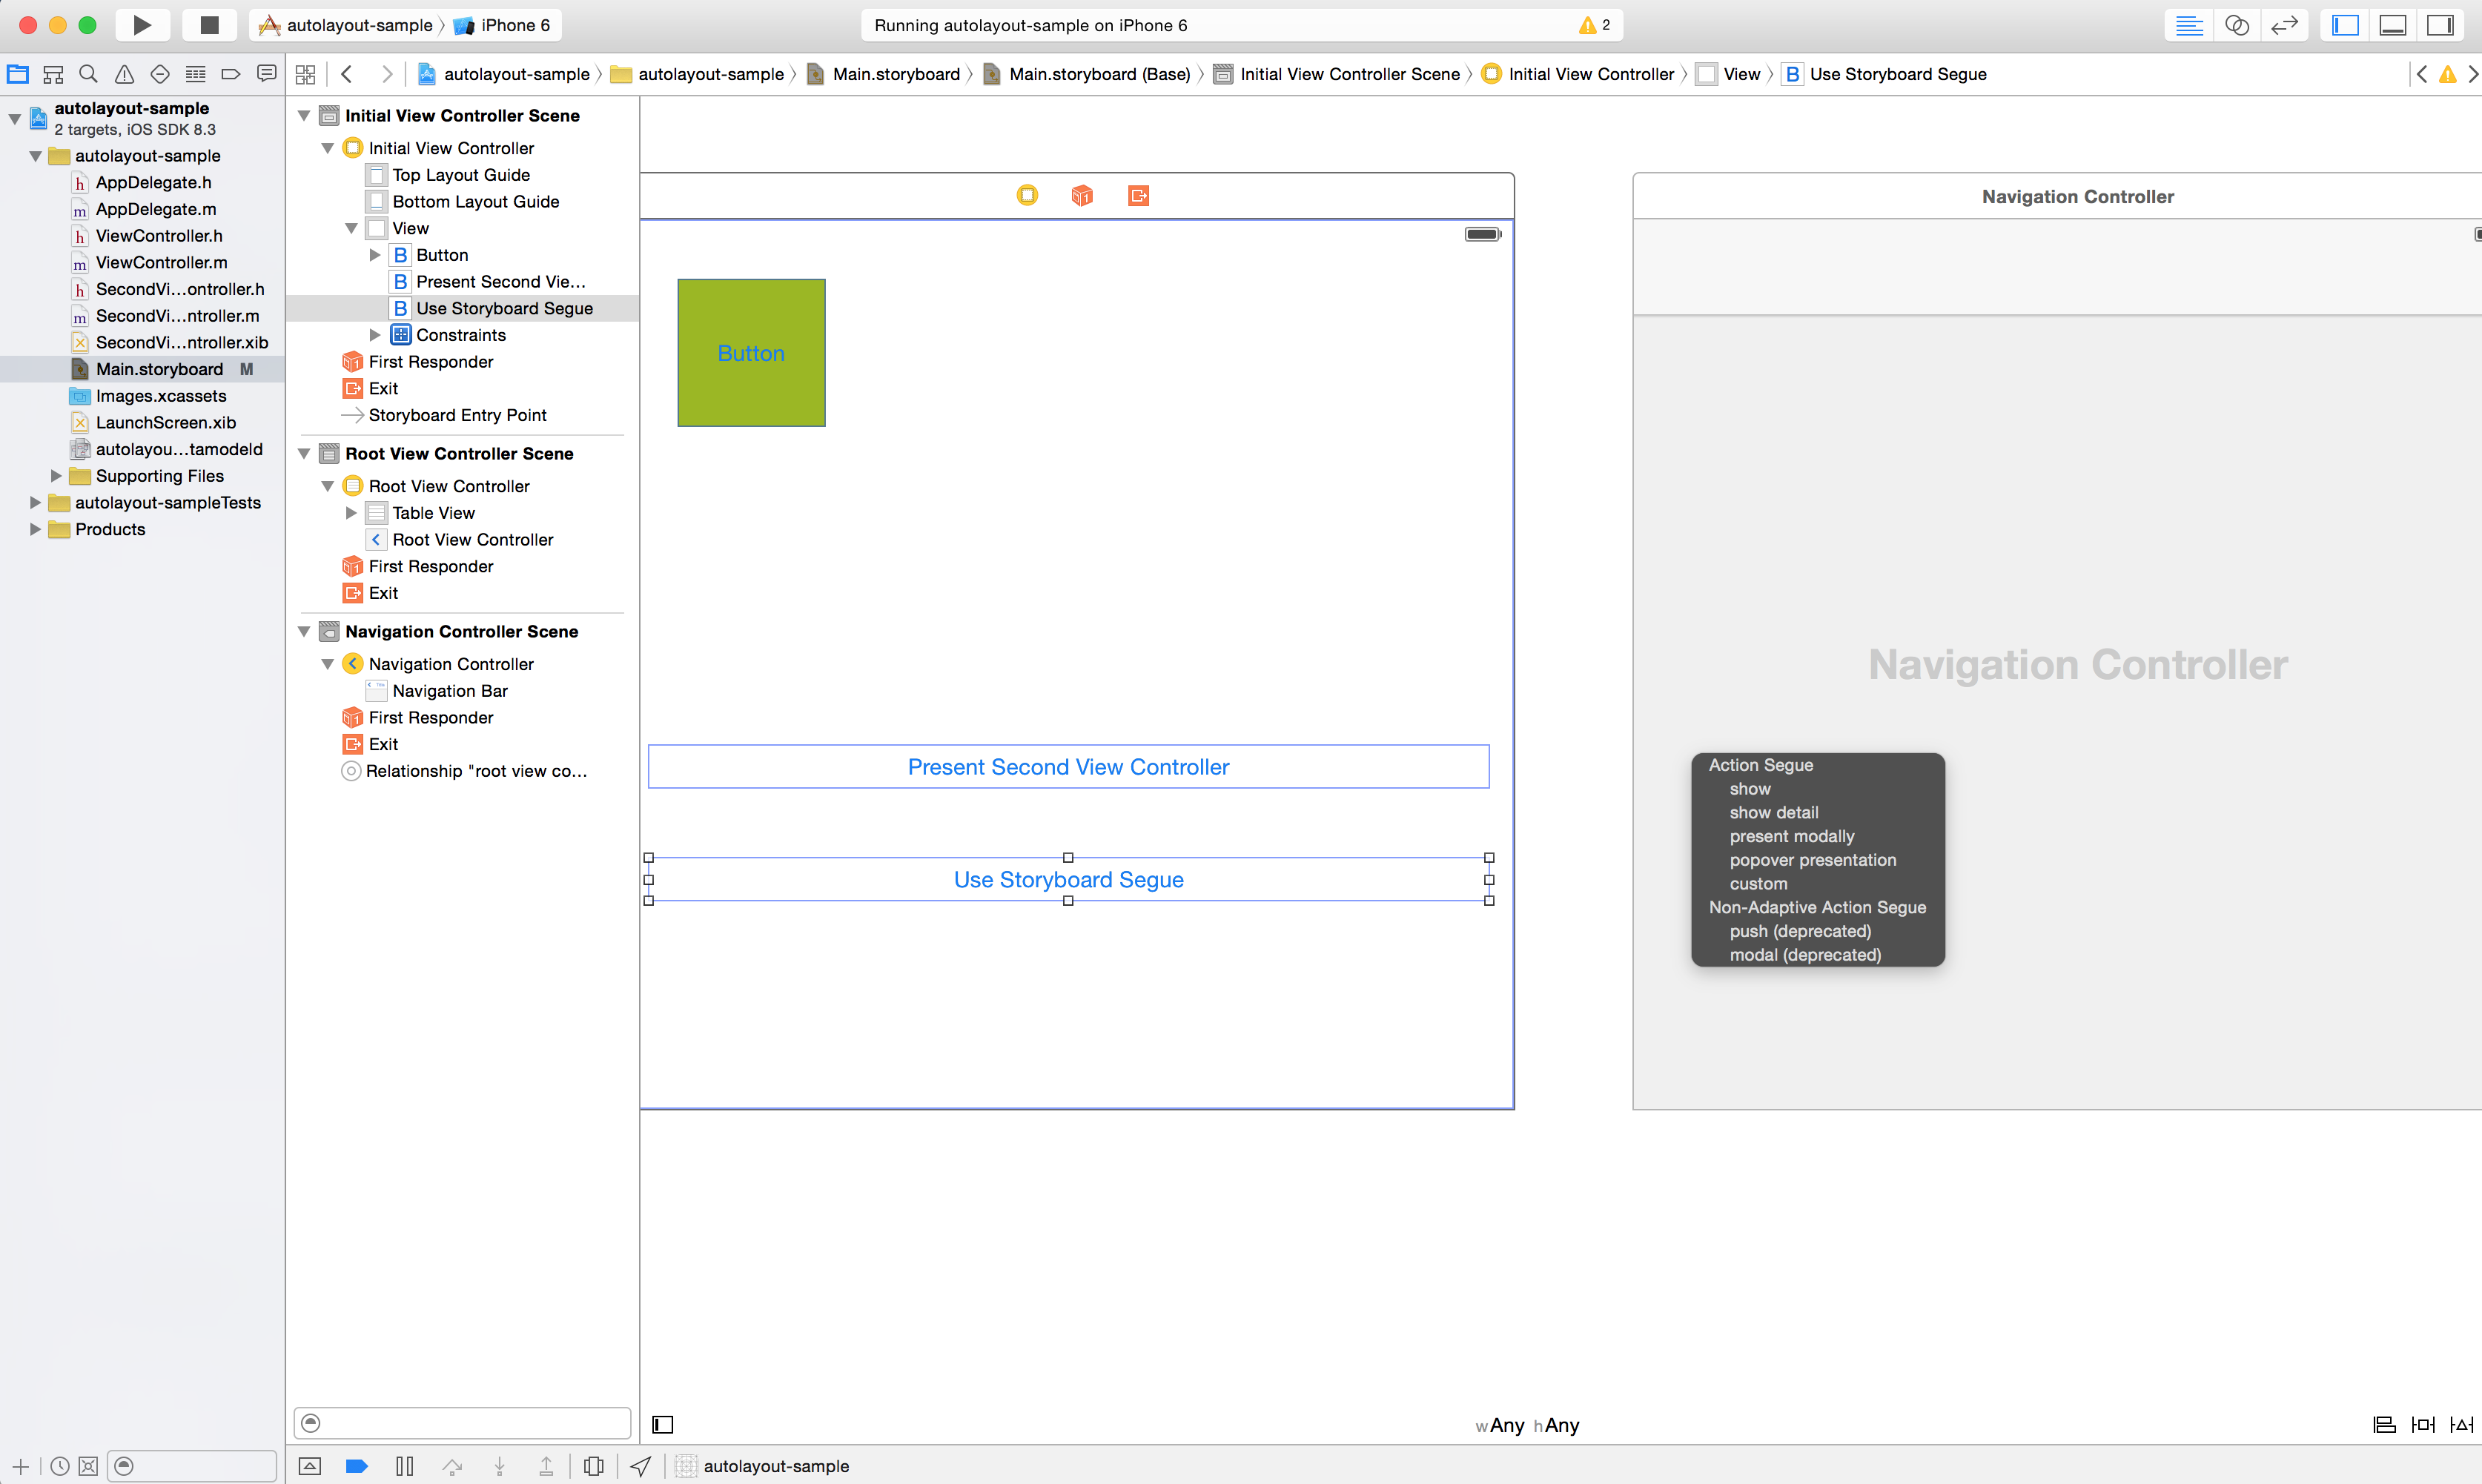 autolayout-sample iPhone 6
Running autolayout-sample on iPhone 6
2
autolayout-sample autolayout-sample Main.storyboard Main.storyboard (Base) Initial View Controller Scene Initial View Controller View B Use Storyboard Segue
autolayout-sample
2 targets, iOS SDK 8.3
autolayout-sample
h AppDelegate.h
m AppDelegate.m
h ViewController.h
m ViewController.m
h SecondVi...ontroller.h
m SecondVi...ntroller.m
SecondVi...ntroller.xib
Main.storyboard M
Images.xcassets
LaunchScreen.xib
autolayou...tamodeld
Supporting Files
autolayout-sampleTests
Products
Initial View Controller Scene
Initial View Controller
Top Layout Guide
Bottom Layout Guide
View
B Button
B Present Second Vie...
B Use Storyboard Segue
Constraints
First Responder
Exit
Storyboard Entry Point
Root View Controller Scene
Root View Controller
Table View
Root View Controller
First Responder
Exit
Navigation Controller Scene
Navigation Controller
Navigation Bar
First Responder
Exit
Relationship "root view co...
Button
Present Second View Controller
Use Storyboard Segue
Navigation Controller
Navigation Controller
Action Segue
show
show detail
present modally
popover presentation
custom
Non-Adaptive Action Segue
push (deprecated)
modal (deprecated)
wAny hAny
autolayout-sample